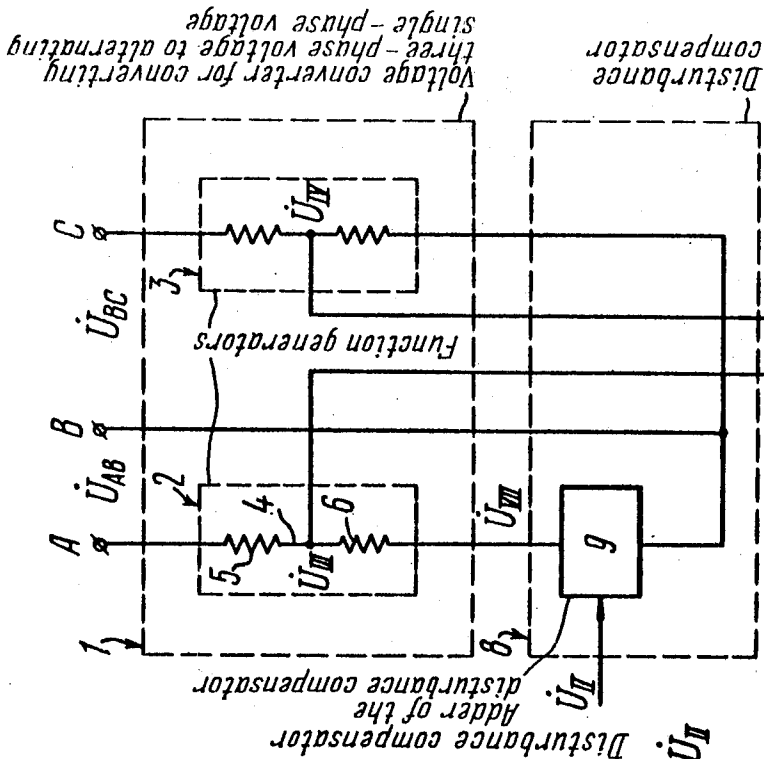 Voltage converter for converting
three-phase voltage to alternating
single-phase voltage
Disturbance
compensator
A
U̇AB
B
U̇BC
C
1
2
3
5
4
6
U̇III
U̇IV
Function generators
U̇VII
8
9
U̇II
Adder of the
disturbance compensator
Disturbance compensator
U̇II